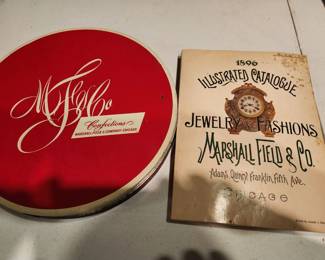 MF&Co
Confections
MARSHALL FIELD & COMPANY CHICAGO
1896
ILLUSTRATED CATALOGUE
JEWELRY & FASHIONS
MARSHALL FIELD & CO.
Adams, Quincy, Franklin, Fifth Ave.
CHICAGO